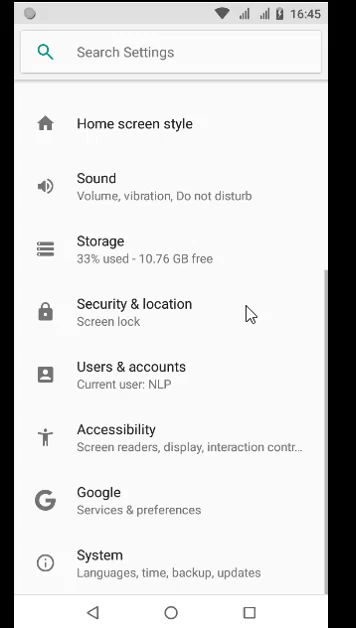 16:45
Search Settings
Home screen style
Sound
Volume, vibration, Do not disturb
Storage
33% used - 10.76 GB free
Security & location
Screen lock
Users & accounts
Current user: NLP
Accessibility
Screen readers, display, interaction contr...
Google
Services & preferences
System
Languages, time, backup, updates